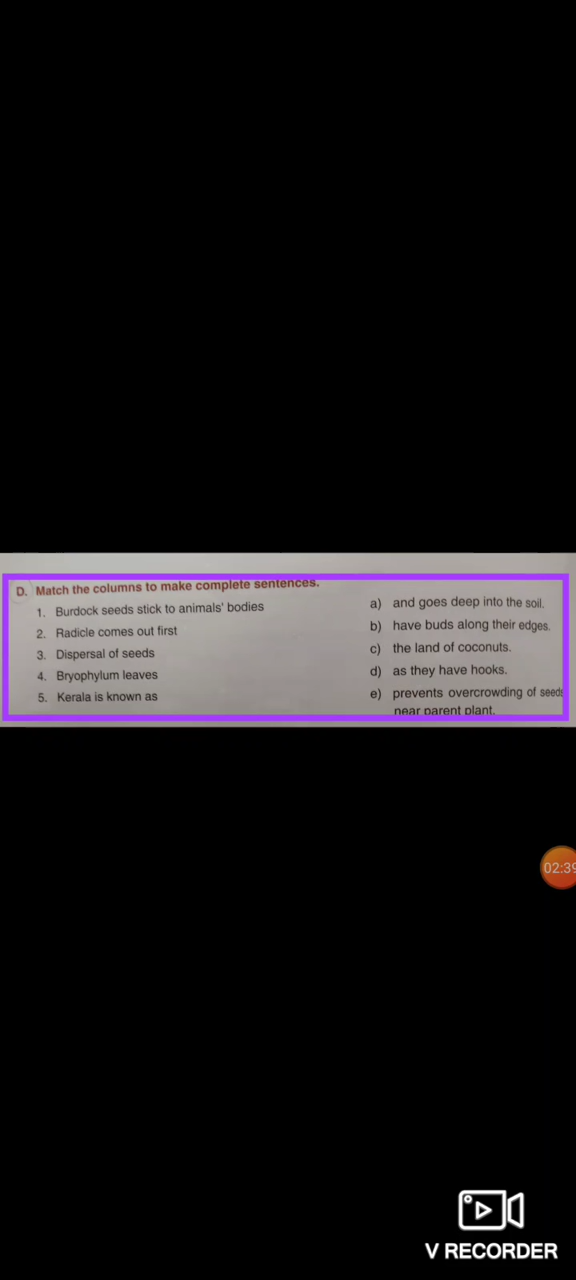 D. Match the columns to make complete sentences.
1. Burdock seeds stick to animals' bodies
2. Radicle comes out first
3. Dispersal of seeds
4. Bryophylum leaves
5. Kerala is known as
a) and goes deep into the soil.
b) have buds along their edges.
c) the land of coconuts.
d) as they have hooks.
e) prevents overcrowding of seeds
near parent plant.
02:39
V RECORDER